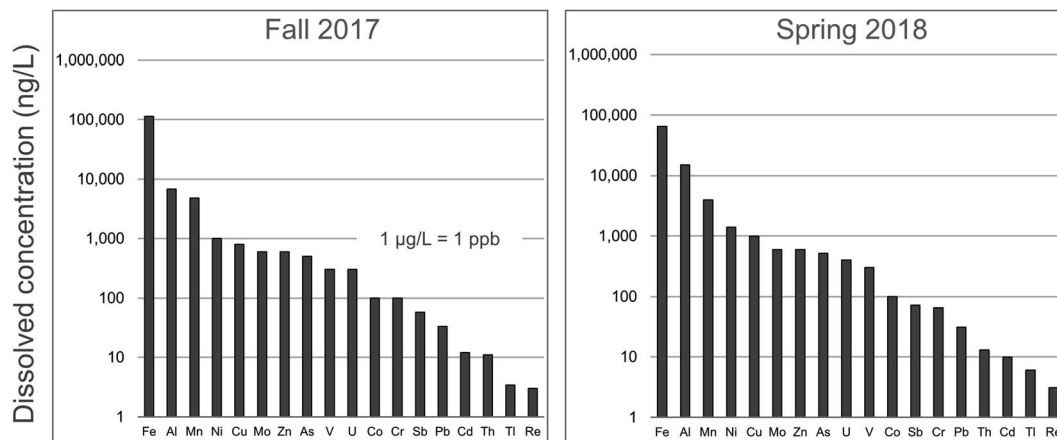 Dissolved concentration (ng/L)
Fall 2017
1,000,000
100,000
10,000
1,000
100
10
1
1 µg/L = 1 ppb
Fe Al Mn Ni Cu Mo Zn As V U Co Cr Sb Pb Cd Th Tl Re
Spring 2018
1,000,000
100,000
10,000
1,000
100
10
1
Fe Al Mn Ni Cu Mo Zn As U V Co Sb Cr Pb Th Cd Tl Re